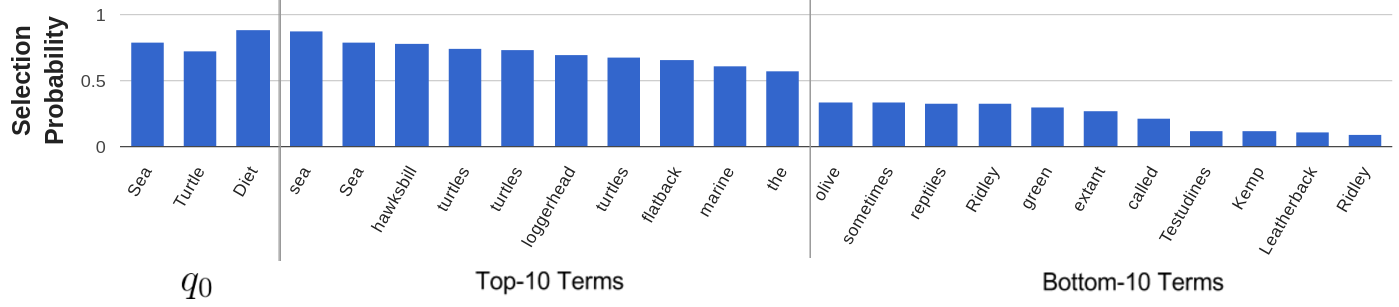 Selection
Probability
1
0.5
0
Sea
Turtle
Diet
sea
Sea
hawksbill
turtles
turtles
loggerhead
turtles
flatback
marine
the
olive
sometimes
reptiles
Ridley
green
extant
called
Testudines
Kemp
Leatherback
Ridley
q0
Top-10 Terms
Bottom-10 Terms